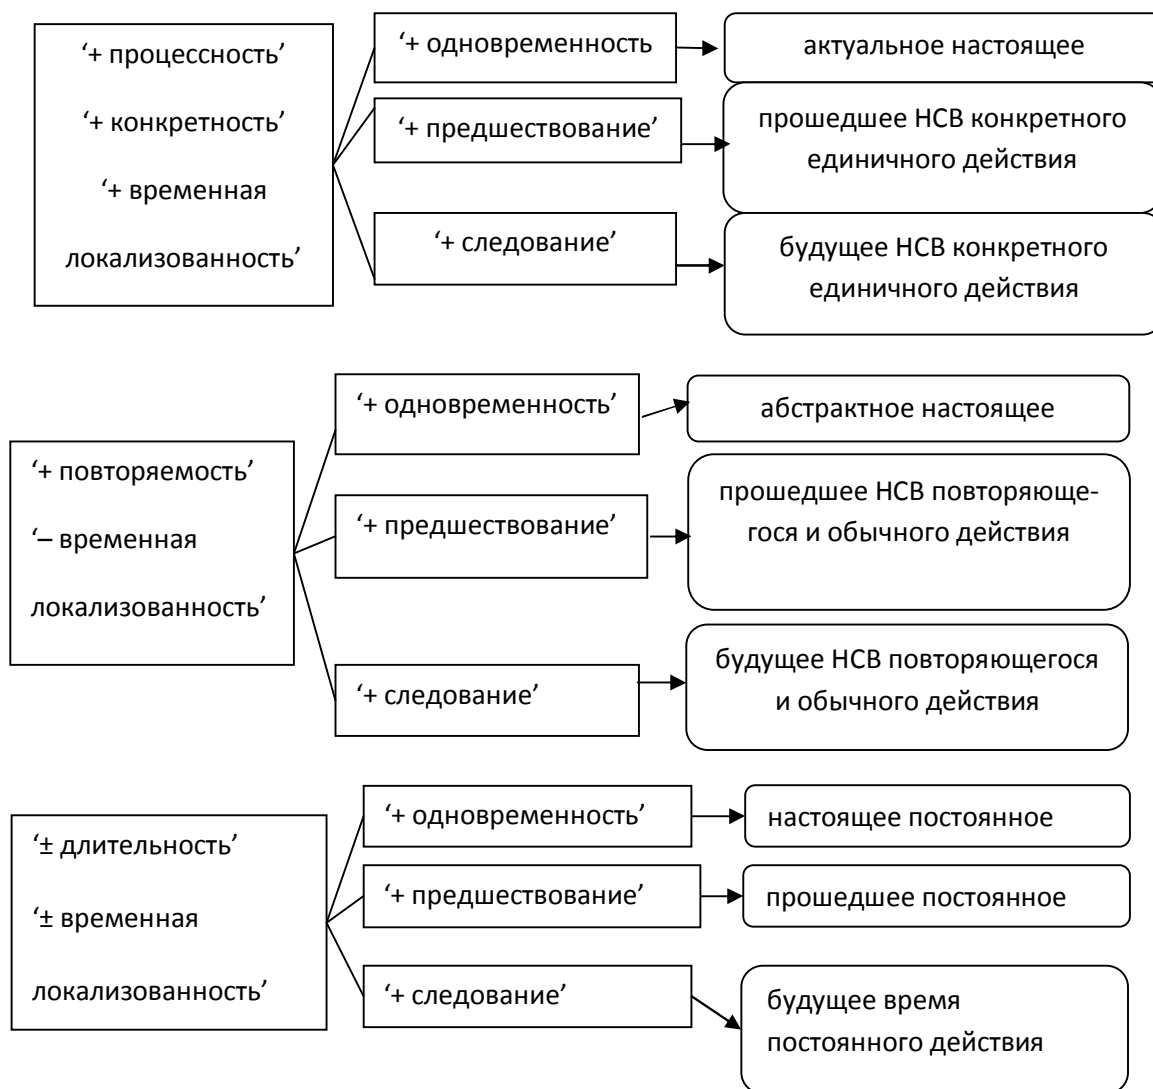 ‘+ процессность’
‘+ конкретность’
‘+ временная
локализованность’
‘+ одновременность
актуальное настоящее
‘+ предшествование’
прошедшее НСВ конкретного
единичного действия
‘+ следование’
будущее НСВ конкретного
единичного действия
‘+ повторяемость’
‘– временная
локализованность’
‘+ одновременность’
абстрактное настоящее
‘+ предшествование’
прошедшее НСВ повторяюще-
гося и обычного действия
‘+ следование’
будущее НСВ повторяющегося
и обычного действия
‘± длительность’
‘± временная
локализованность’
‘+ одновременность’
настоящее постоянное
‘+ предшествование’
прошедшее постоянное
‘+ следование’
будущее время
постоянного действия